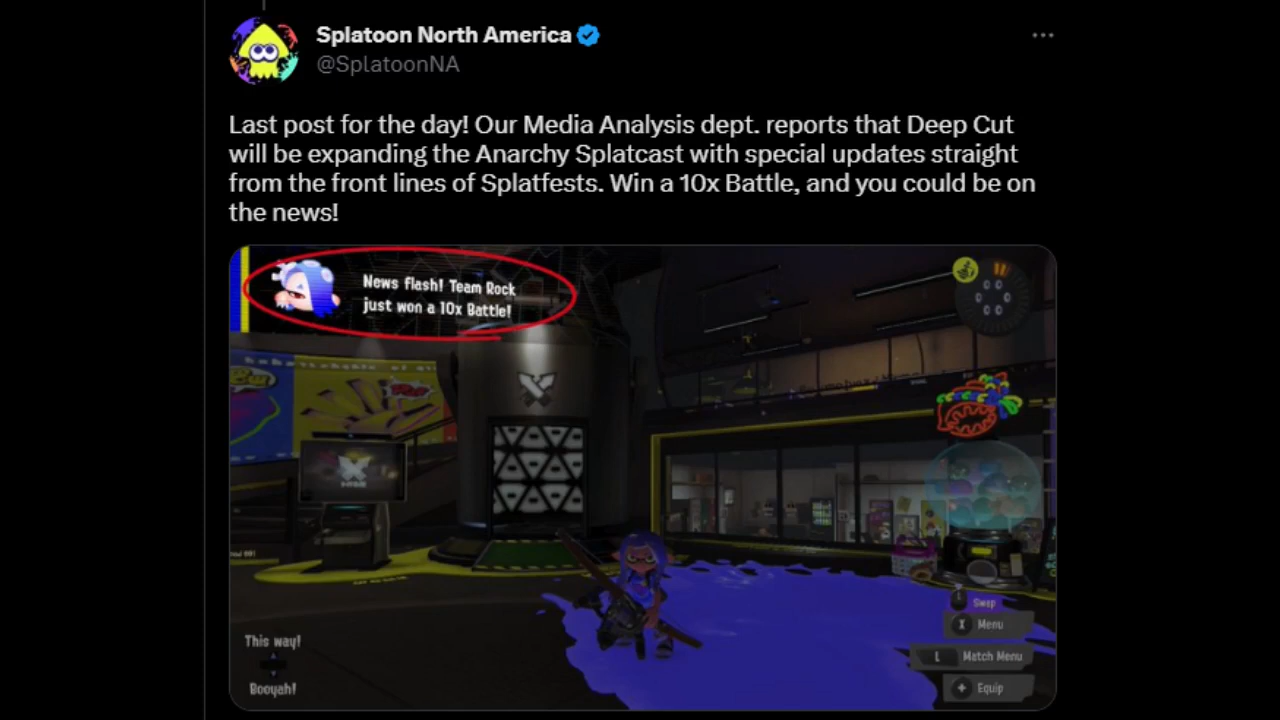 Splatoon North America
@SplatoonNA
Last post for the day! Our Media Analysis dept. reports that Deep Cut
will be expanding the Anarchy Splatcast with special updates straight
from the front lines of Splatfests. Win a 10x Battle, and you could be on
the news!
News flash! Team Rock
just won a 10x Battle!
This way!
Booyah!
Swap
X Menu
L Match Menu
Equip